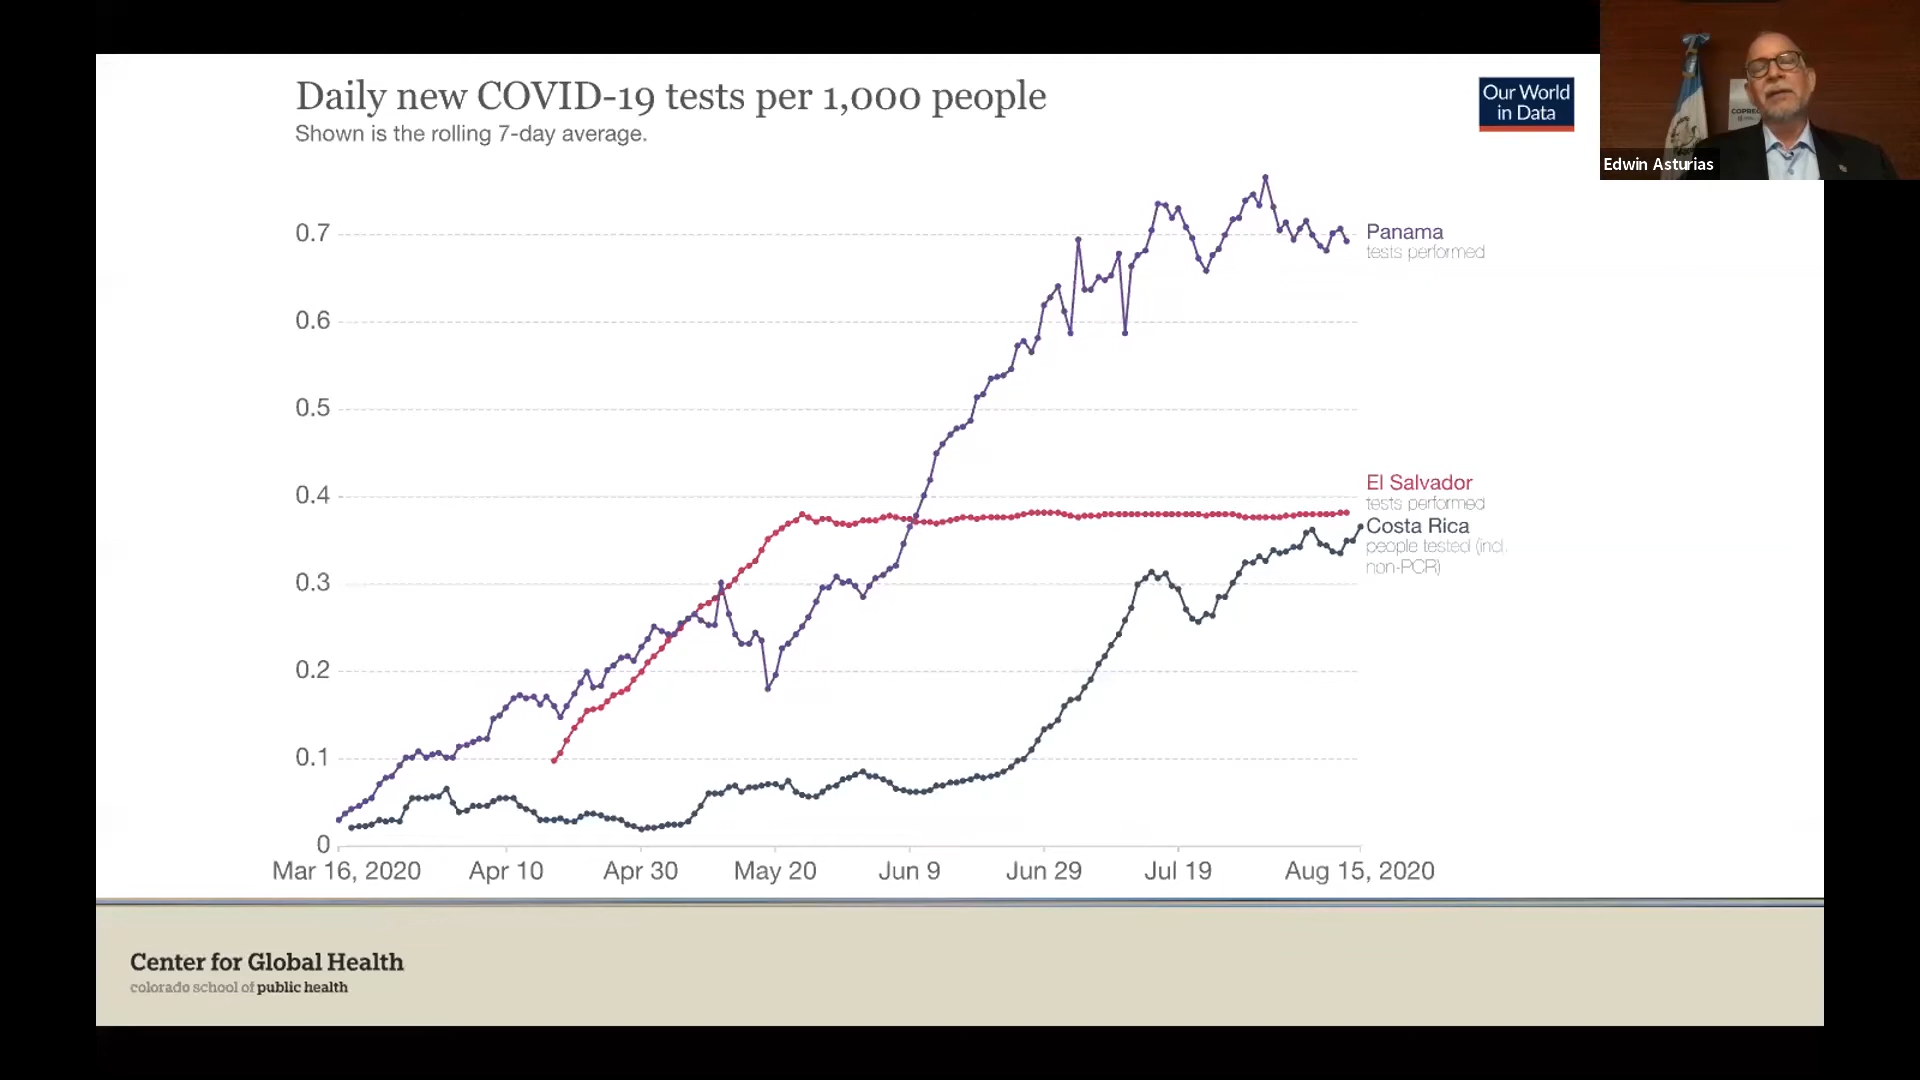 Daily new COVID-19 tests per 1,000 people
Shown is the rolling 7-day average.
Our World
in Data
Edwin Asturias
0.7
0.6
0.5
0.4
0.3
0.2
0.1
0
Panama
tests performed
El Salvador
tests performed
Costa Rica
people tested (incl.
non-PCR)
Mar 16, 2020
Apr 10
Apr 30
May 20
Jun 9
Jun 29
Jul 19
Aug 15, 2020
Center for Global Health
colorado school of public health